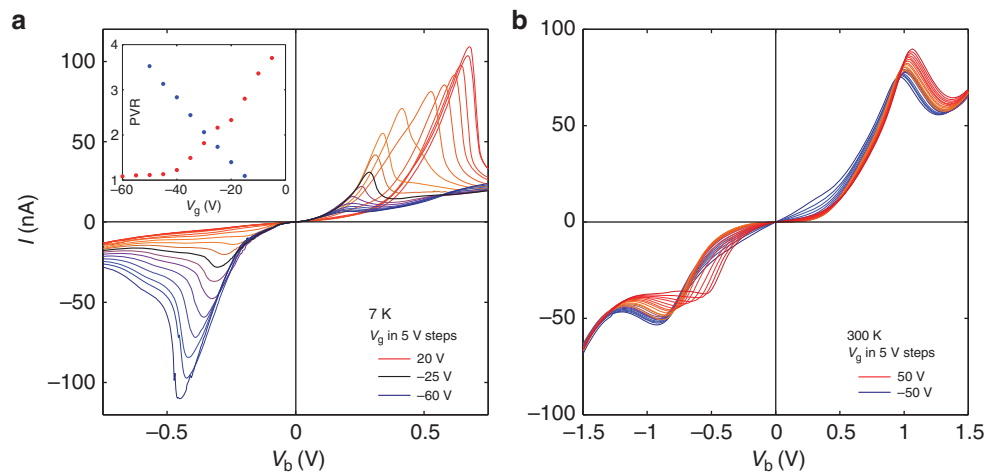 a
I (nA)
100
50
0
−50
−100
−0.5
0
0.5
V_b (V)
PVR
4
3
2
1
−60
−40
−20
0
V_g (V)
7 K
V_g in 5 V steps
20 V
−25 V
−60 V
b
100
50
0
−50
−100
−1.5
−1
−0.5
0
0.5
1
1.5
V_b (V)
300 K
V_g in 5 V steps
50 V
−50 V